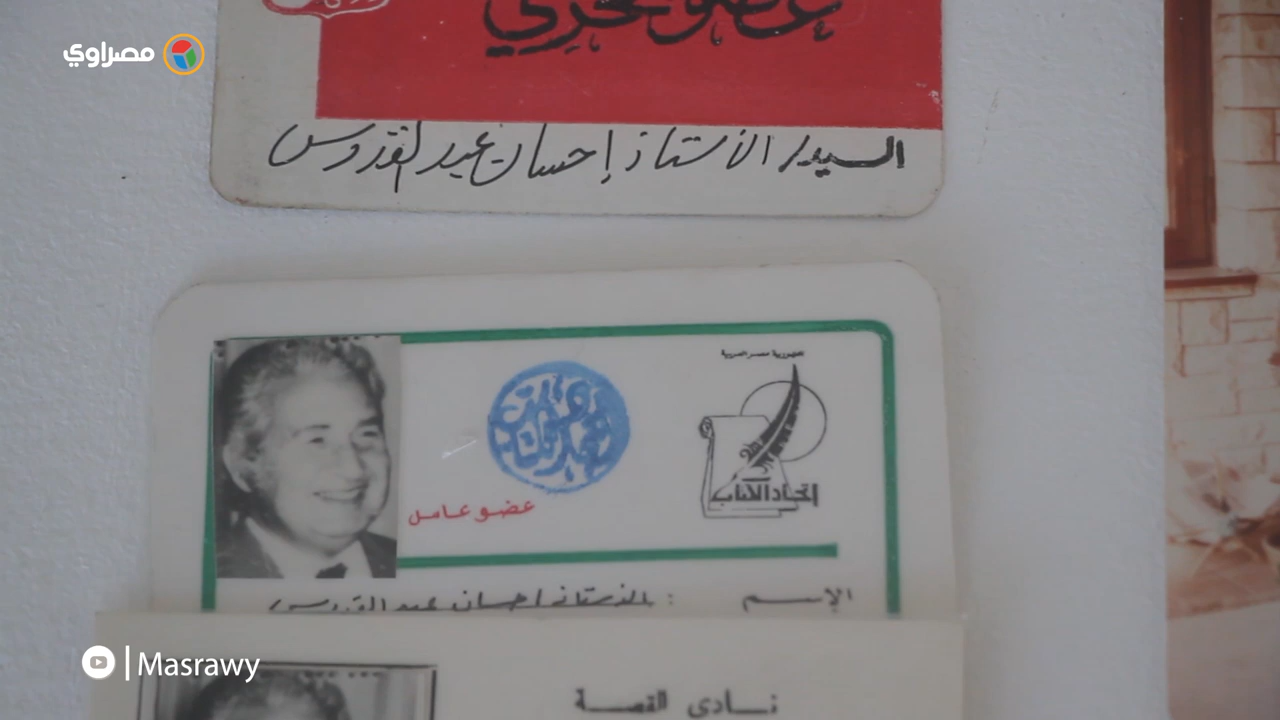 مصراوي
عضو فخري
السيد/ الأستاذ إحسان عبد القدوس
جمهورية مصر العربية
اتحاد الكتاب
عضو عامل
الإسم : الأستاذ إحسان عبد القدوس
نادى القصة
Masrawy